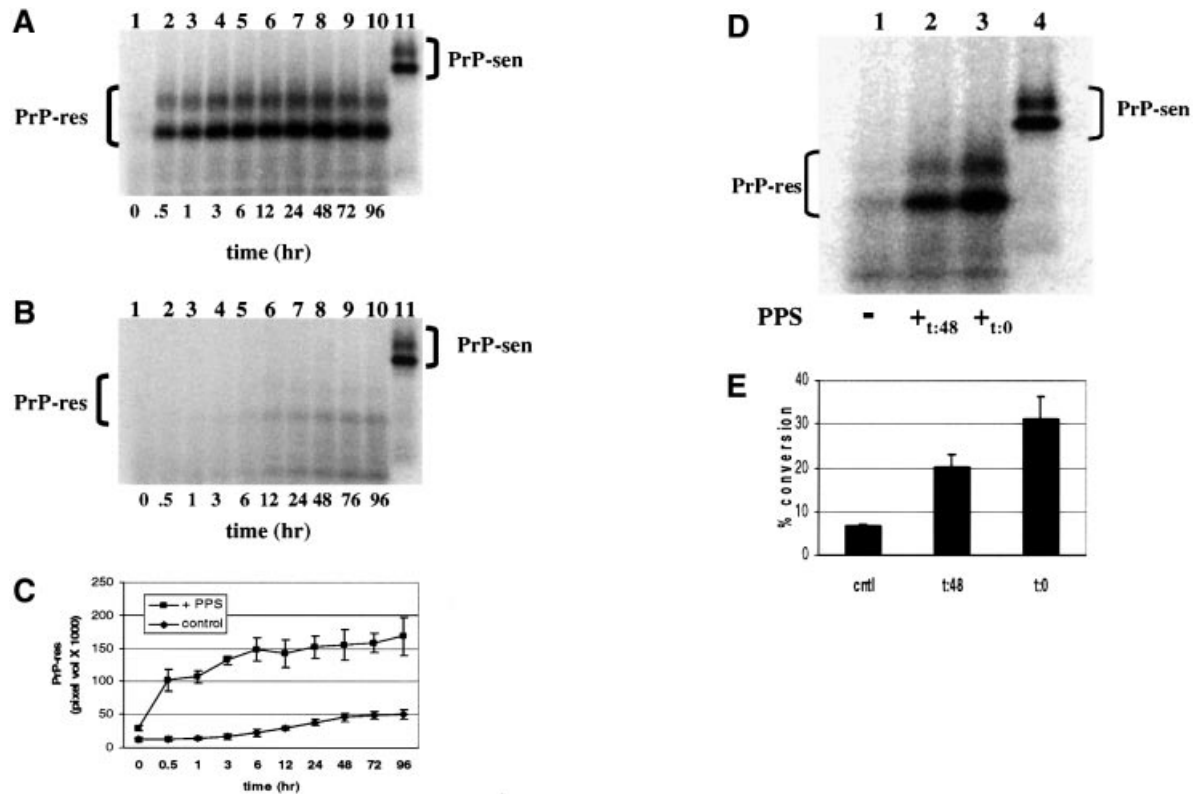 A
1 2 3 4 5 6 7 8 9 10 11
PrP-sen
PrP-res
0 .5 1 3 6 12 24 48 72 96
time (hr)
B
1 2 3 4 5 6 7 8 9 10 11
PrP-sen
PrP-res
0 .5 1 3 6 12 24 48 76 96
time (hr)
C
250
200
150
100
50
0
PrP-res
(pixel vol X 1000)
+ PPS
control
0 0.5 1 3 6 12 24 48 72 96
time (hr)
D
1 2 3 4
PrP-sen
PrP-res
PPS - +t:48 +t:0
E
40
30
20
10
0
% conversion
cntl t:48 t:0